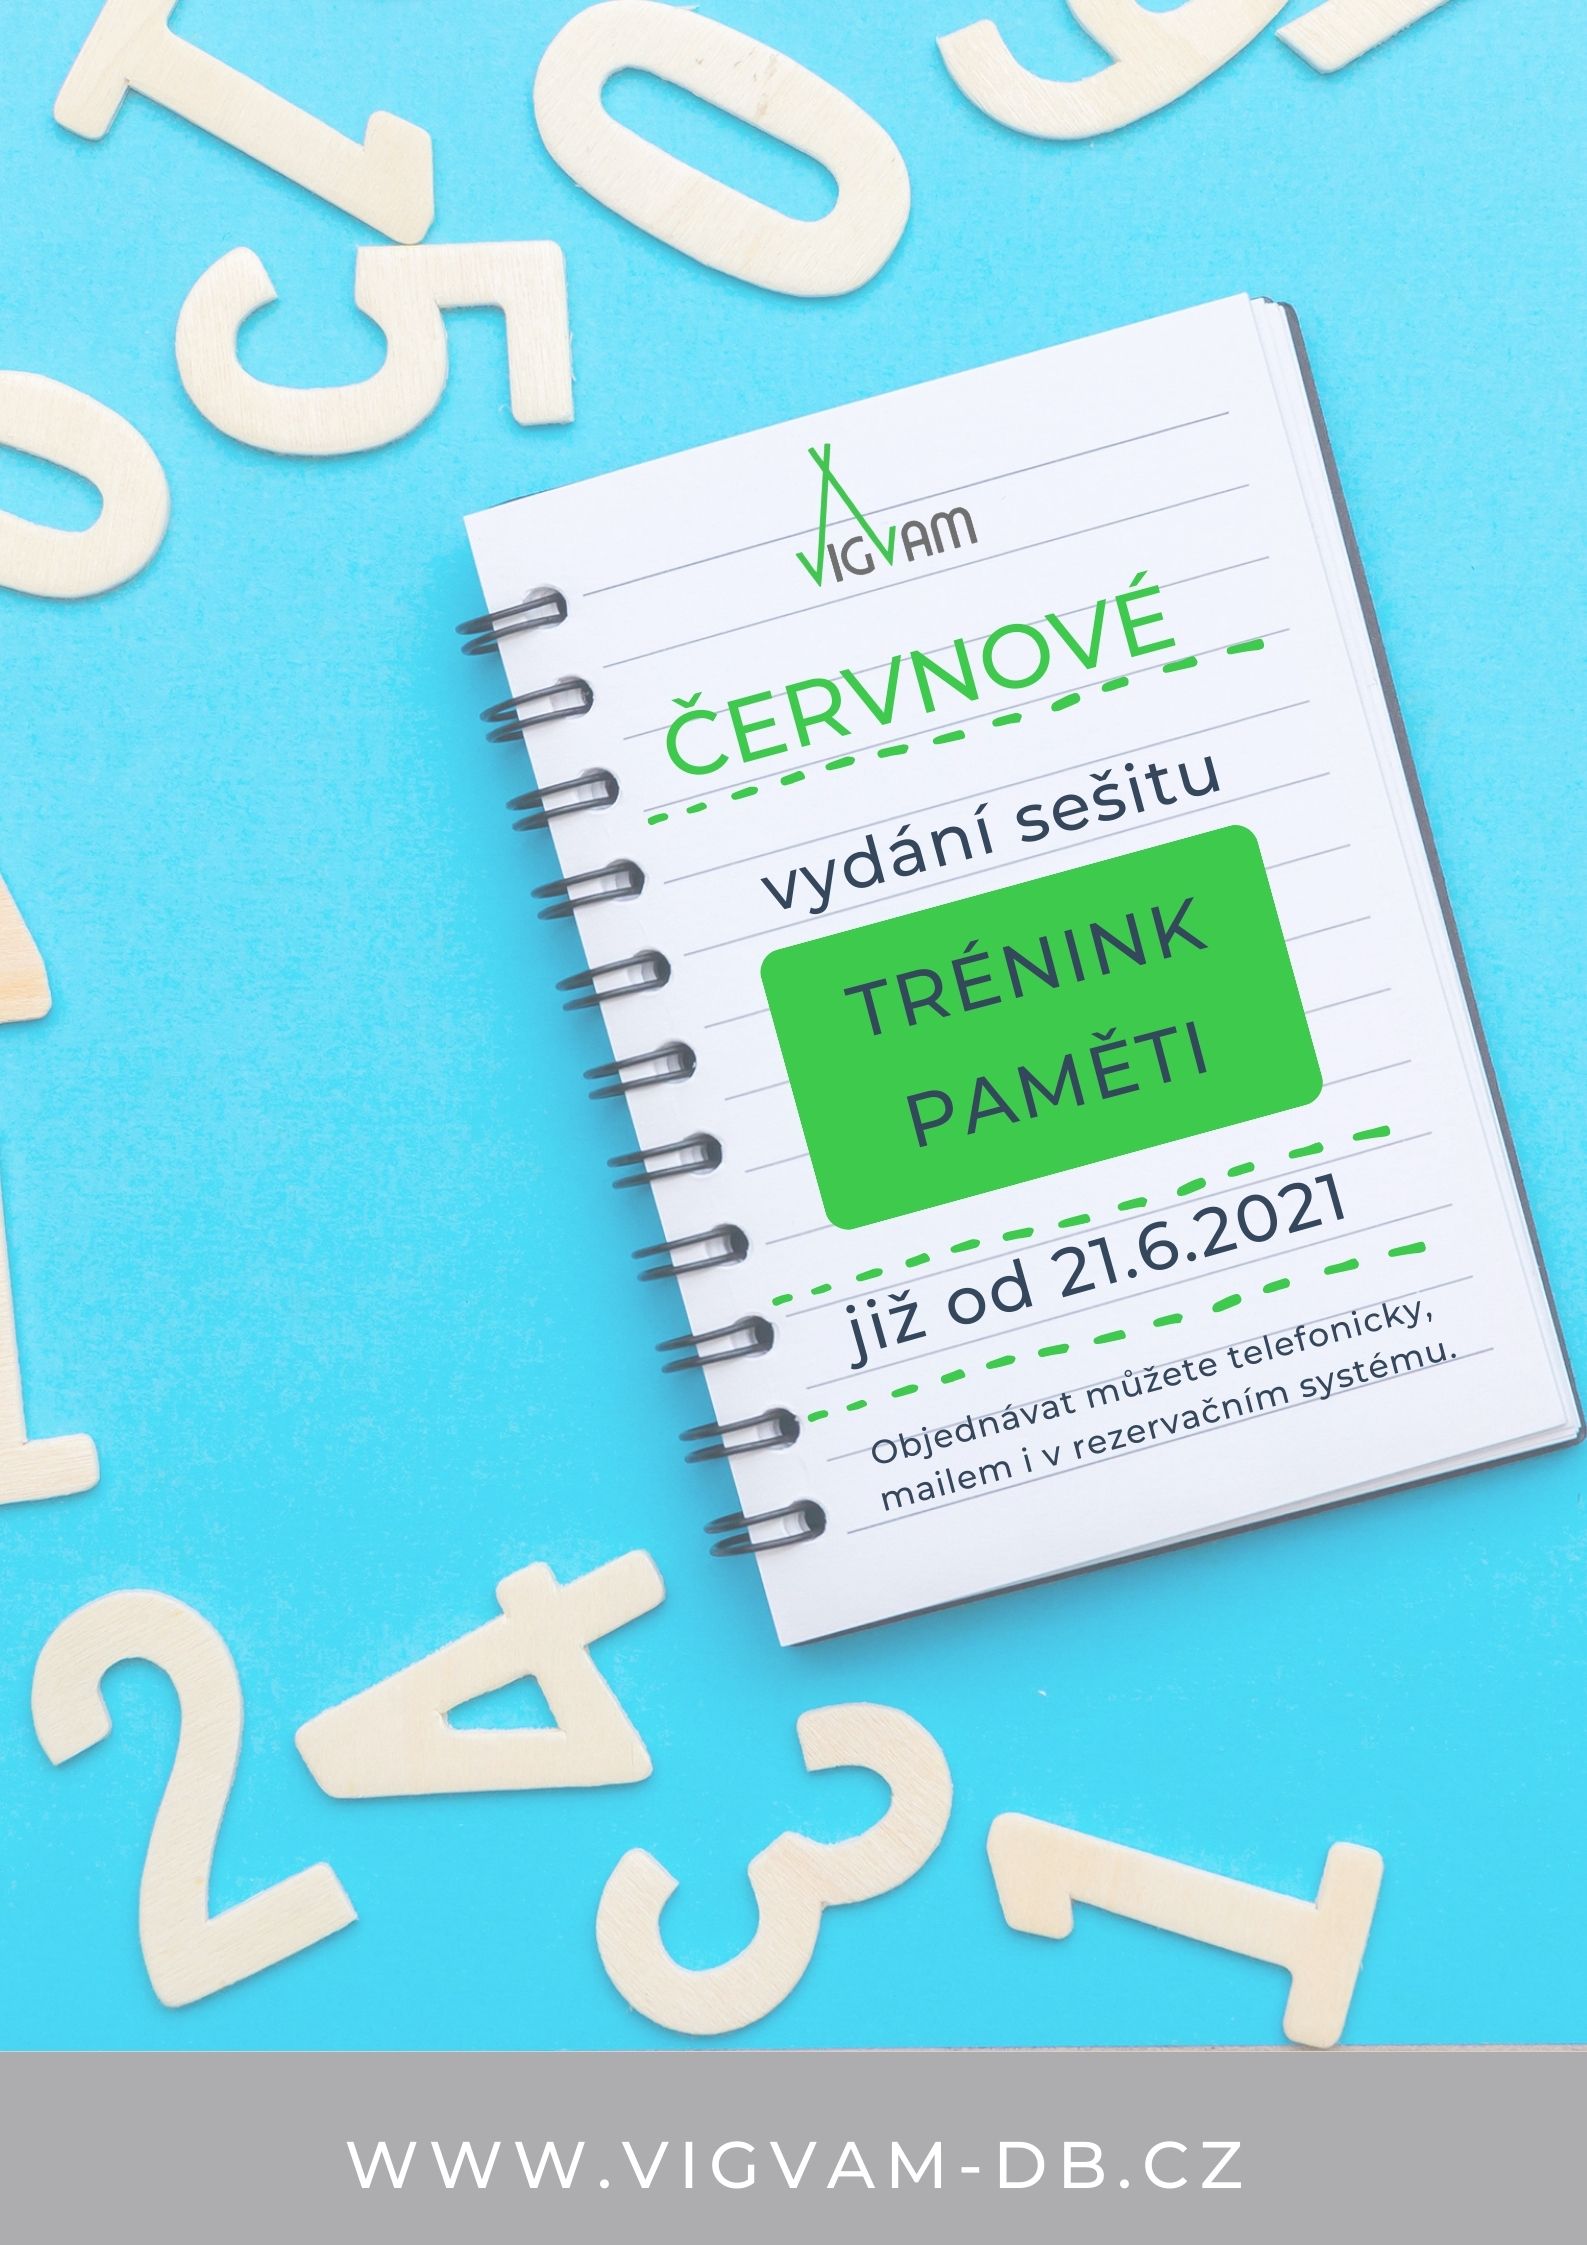 VIGVAM
ČERVNOVÉ
vydání sešitu
TRÉNINK
PAMĚTI
již od 21.6.2021
Objednávat můžete telefonicky,
mailem i v rezervačním systému.
WWW.VIGVAM-DB.CZ